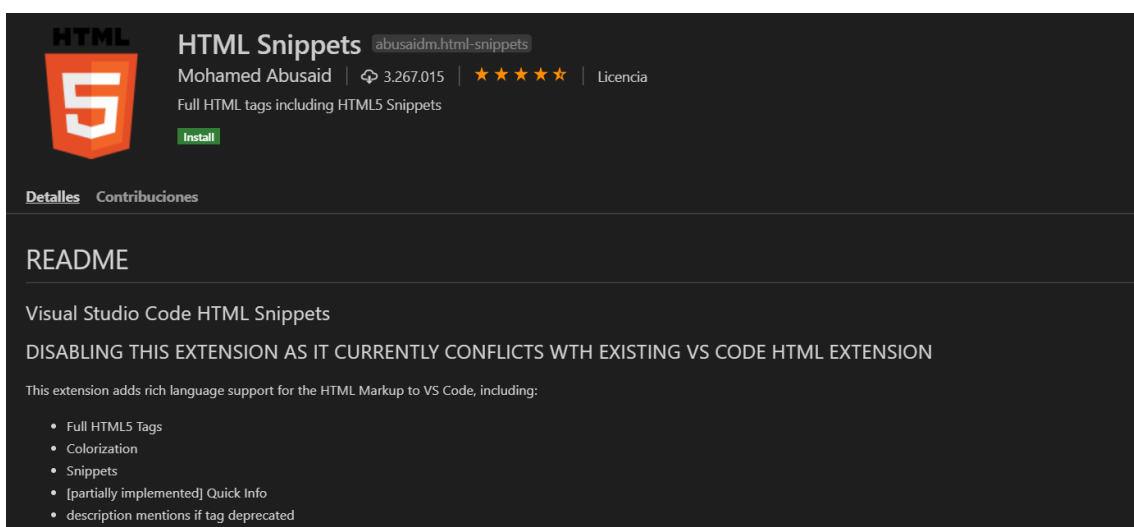 HTML
5
HTML Snippets abusaidm.html-snippets
Mohamed Abusaid | 3.267.015 | ★★★★⯪ | Licencia
Full HTML tags including HTML5 Snippets
Install
Detalles Contribuciones
README
Visual Studio Code HTML Snippets
DISABLING THIS EXTENSION AS IT CURRENTLY CONFLICTS WTH EXISTING VS CODE HTML EXTENSION
This extension adds rich language support for the HTML Markup to VS Code, including:
• Full HTML5 Tags
• Colorization
• Snippets
• [partially implemented] Quick Info
• description mentions if tag deprecated